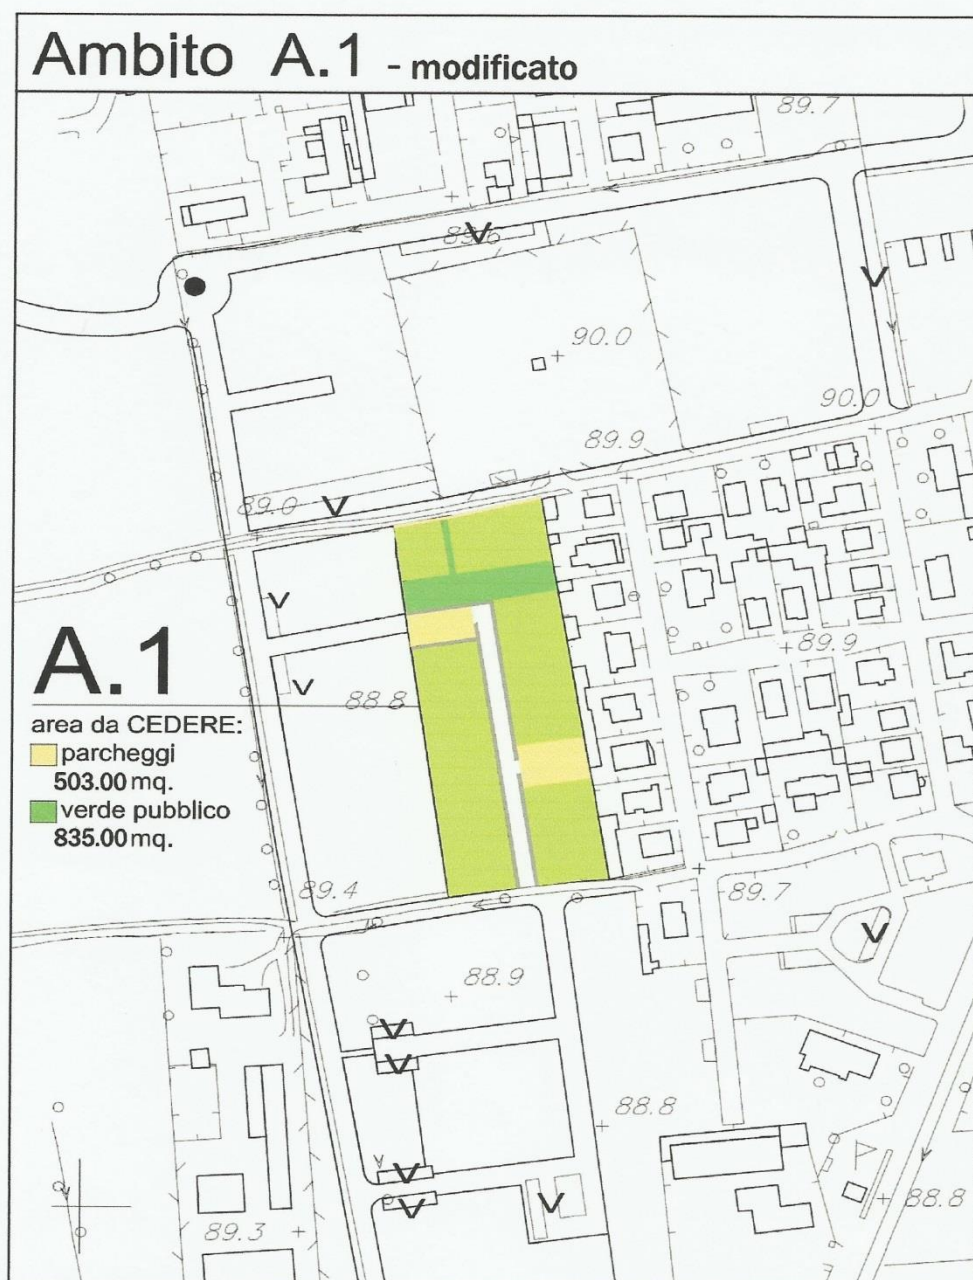 Ambito A.1 - modificato
89.7
89.6
V
V
90.0
90.0
89.9
89.0
V
V
A.1
89.9
V
88.8
area da CEDERE:
parcheggi
503.00 mq.
verde pubblico
835.00 mq.
89.4
89.7
V
88.9
V
V
88.8
V
V
V
88.8
89.3